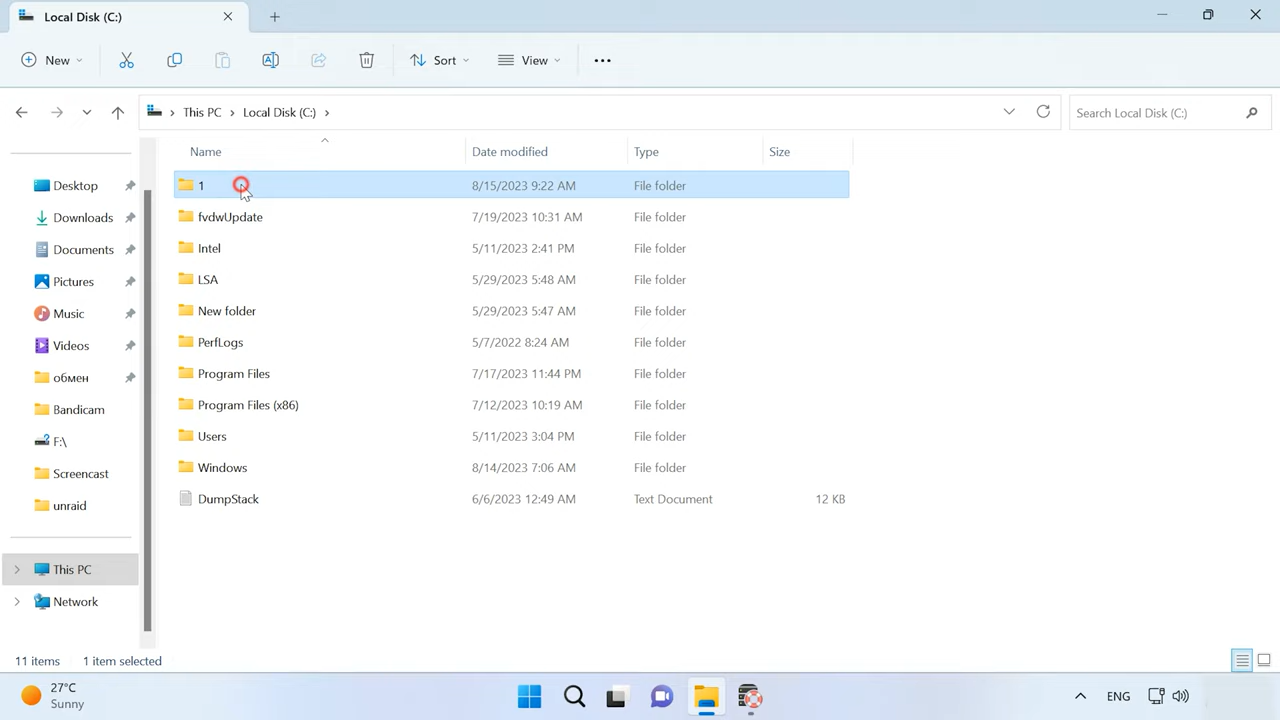 Local Disk (C:)
New
Sort
View
This PC
Local Disk (C:)
Search Local Disk (C:)
Name
Date modified
Type
Size
Desktop
Downloads
Documents
Pictures
Music
Videos
обмен
Bandicam
F:\
Screencast
unraid
This PC
Network
1 8/15/2023 9:22 AM File folder
fvdwUpdate 7/19/2023 10:31 AM File folder
Intel 5/11/2023 2:41 PM File folder
LSA 5/29/2023 5:48 AM File folder
New folder 5/29/2023 5:47 AM File folder
PerfLogs 5/7/2022 8:24 AM File folder
Program Files 7/17/2023 11:44 PM File folder
Program Files (x86) 7/12/2023 10:19 AM File folder
Users 5/11/2023 3:04 PM File folder
Windows 8/14/2023 7:06 AM File folder
DumpStack 6/6/2023 12:49 AM Text Document 12 KB
11 items 1 item selected
27°C
Sunny
ENG